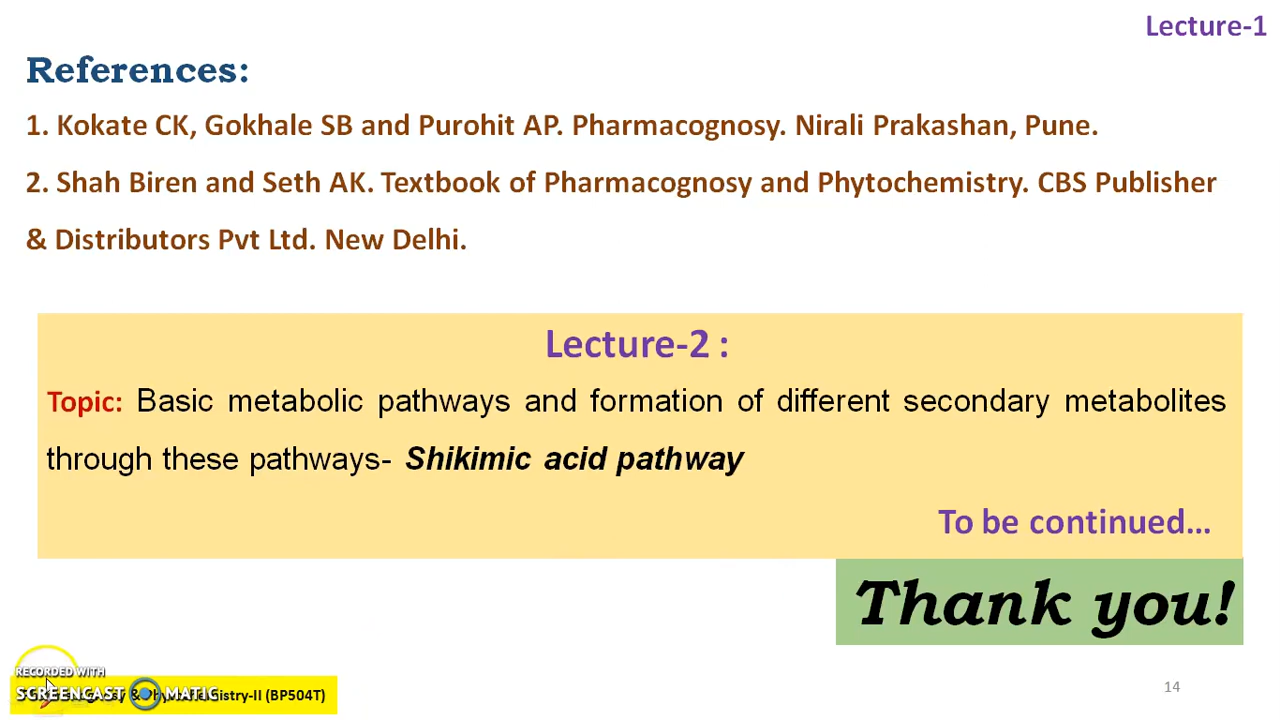 Lecture-1
References:
1. Kokate CK, Gokhale SB and Purohit AP. Pharmacognosy. Nirali Prakashan, Pune.
2. Shah Biren and Seth AK. Textbook of Pharmacognosy and Phytochemistry. CBS Publisher
& Distributors Pvt Ltd. New Delhi.
Lecture-2 :
Topic: Basic metabolic pathways and formation of different secondary metabolites
through these pathways- Shikimic acid pathway
To be continued...
Thank you!
RECORDED WITH
SCREENCAST MATIC
& Phytochemistry-II (BP504T)
14